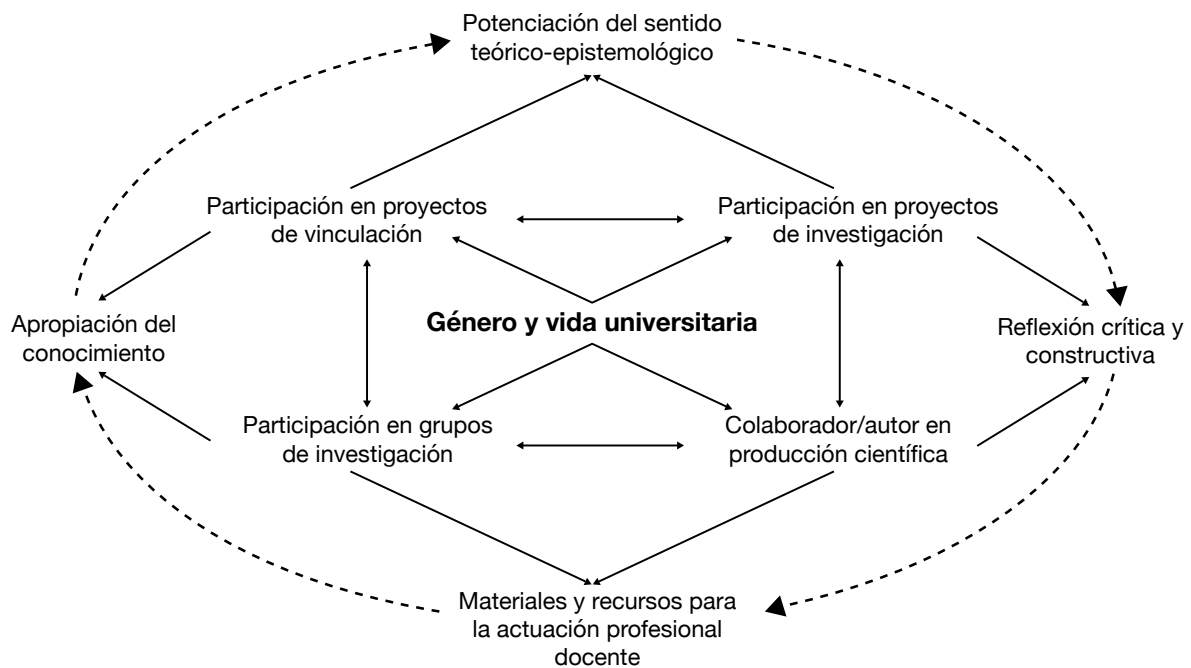 Potenciación del sentido
teórico-epistemológico
Participación en proyectos
de vinculación
Participación en proyectos
de investigación
Apropiación del
conocimiento
Género y vida universitaria
Reflexión crítica y
constructiva
Participación en grupos
de investigación
Colaborador/autor en
producción científica
Materiales y recursos para
la actuación profesional
docente